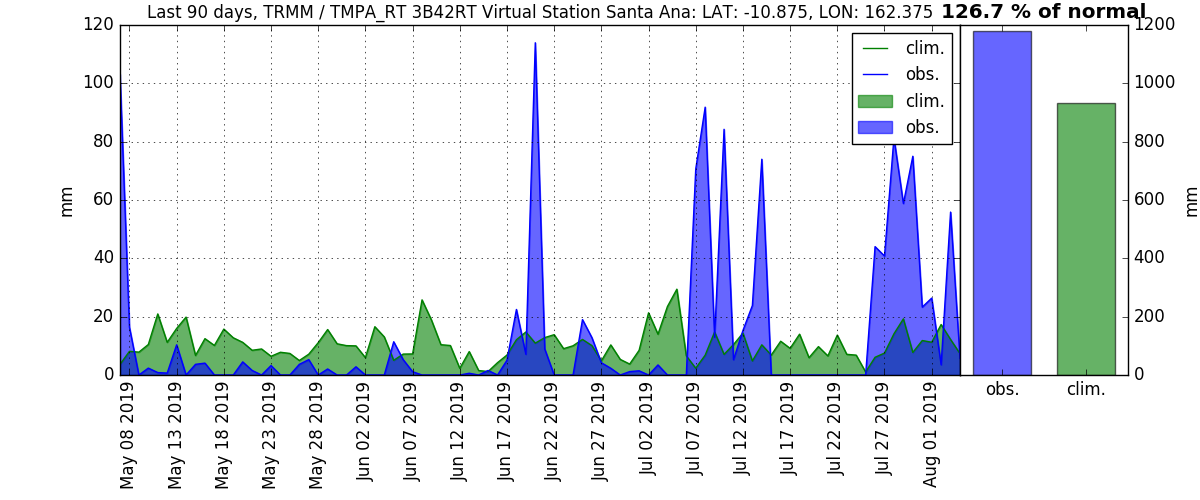 Last 90 days, TRMM / TMPA_RT 3B42RT Virtual Station Santa Ana: LAT: -10.875, LON: 162.375 126.7 % of normal
120
100
80
60
40
20
0
mm
clim.
obs.
clim.
obs.
1200
1000
800
600
400
200
0
mm
May 08 2019
May 13 2019
May 18 2019
May 23 2019
May 28 2019
Jun 02 2019
Jun 07 2019
Jun 12 2019
Jun 17 2019
Jun 22 2019
Jun 27 2019
Jul 02 2019
Jul 07 2019
Jul 12 2019
Jul 17 2019
Jul 22 2019
Jul 27 2019
Aug 01 2019
obs.
clim.